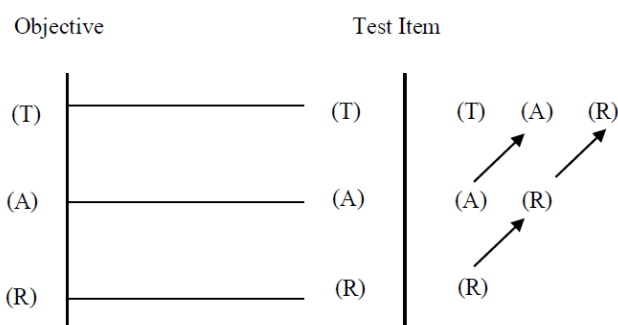 Objective Test Item
(T) (T) (T) (A) (R)
(A) (A) (A) (R)
(R) (R) (R)